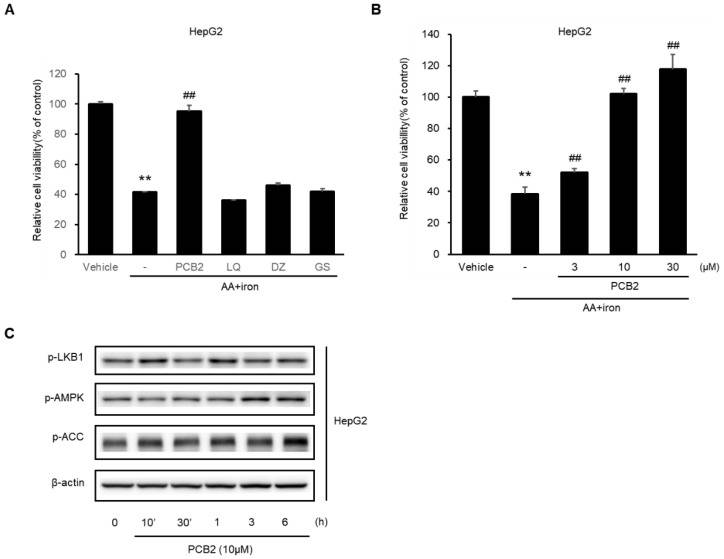 A
HepG2
Relative cell viabillity(% of control)
120
100
80
60
40
20
0
**
##
Vehicle - PCB2 LQ DZ GS
AA+iron
B
HepG2
Relative cell viabillity(% of control)
140
120
100
80
60
40
20
0
**
##
##
##
Vehicle - 3 10 30 (μM)
PCB2
AA+iron
C
p-LKB1
p-AMPK
p-ACC
β-actin
HepG2
0 10' 30' 1 3 6 (h)
PCB2 (10μM)